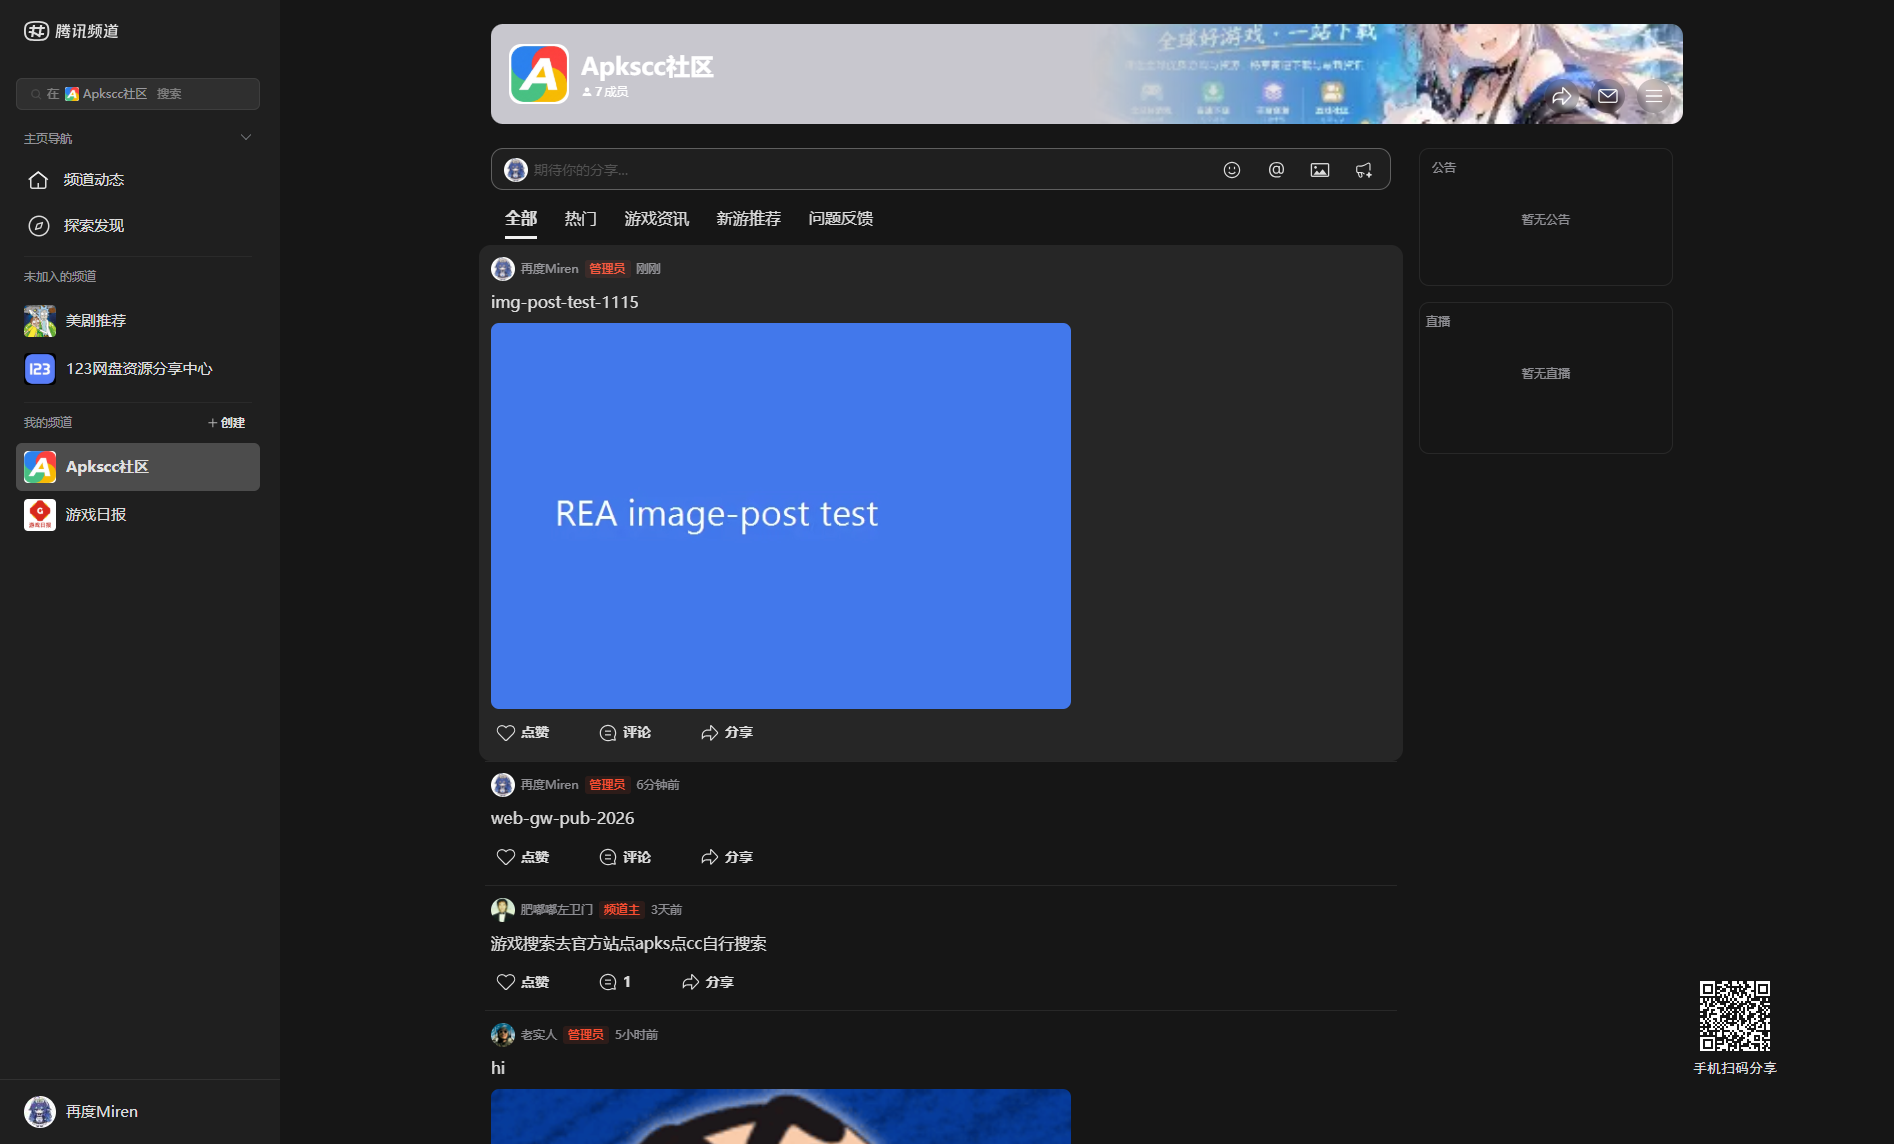 腾讯频道
在 Apkscc社区 搜索
主页导航
频道动态
探索发现
未加入的频道
美剧推荐
123
123网盘资源分享中心
我的频道
+ 创建
Apkscc社区
游戏日报
再度Miren
A
Apkscc社区
7 成员
全球好游戏·一站下载
期待你的分享...
全部 热门 游戏资讯 新游推荐 问题反馈
再度Miren 管理员 刚刚
img-post-test-1115
REA image-post test
点赞 评论 分享
再度Miren 管理员 6分钟前
web-gw-pub-2026
点赞 评论 分享
肥嘟嘟左卫门 频道主 3天前
游戏搜索去官方站点apks点cc自行搜索
点赞 1 分享
老实人 管理员 5小时前
hi
公告
暂无公告
直播
暂无直播
手机扫码分享